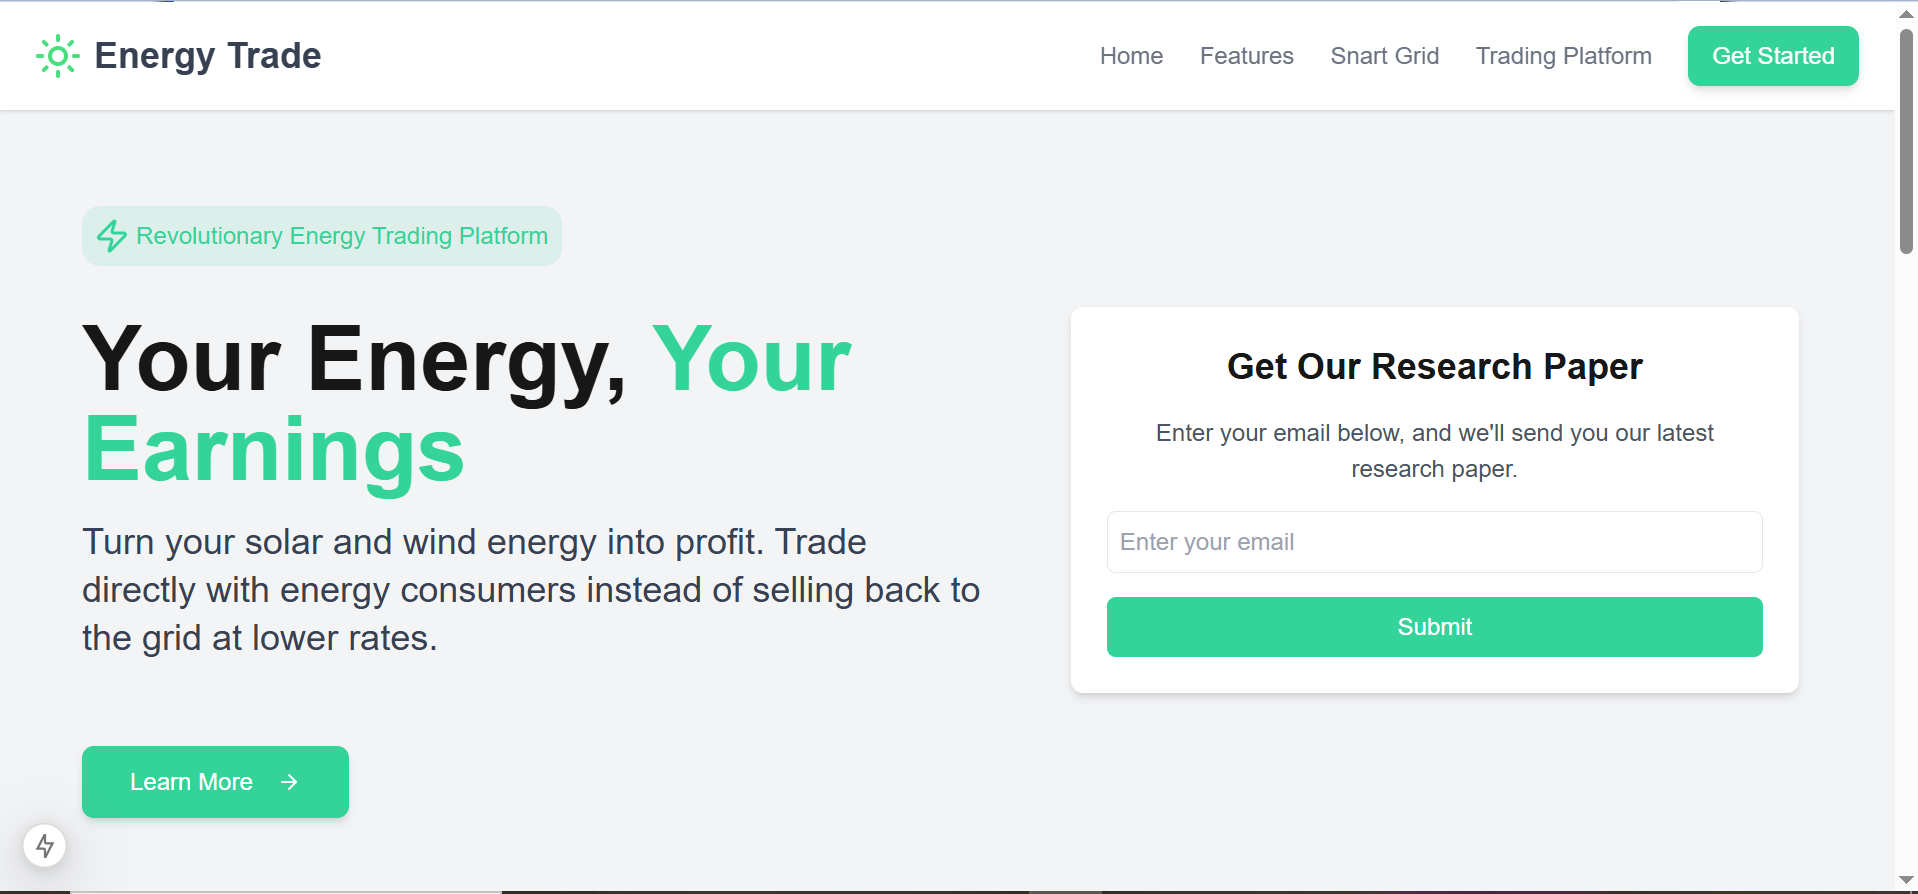 Energy Trade
Home
Features
Snart Grid
Trading Platform
Get Started
Revolutionary Energy Trading Platform
Your Energy, Your
Earnings
Turn your solar and wind energy into profit. Trade
directly with energy consumers instead of selling back to
the grid at lower rates.
Learn More
Get Our Research Paper
Enter your email below, and we'll send you our latest
research paper.
Enter your email
Submit